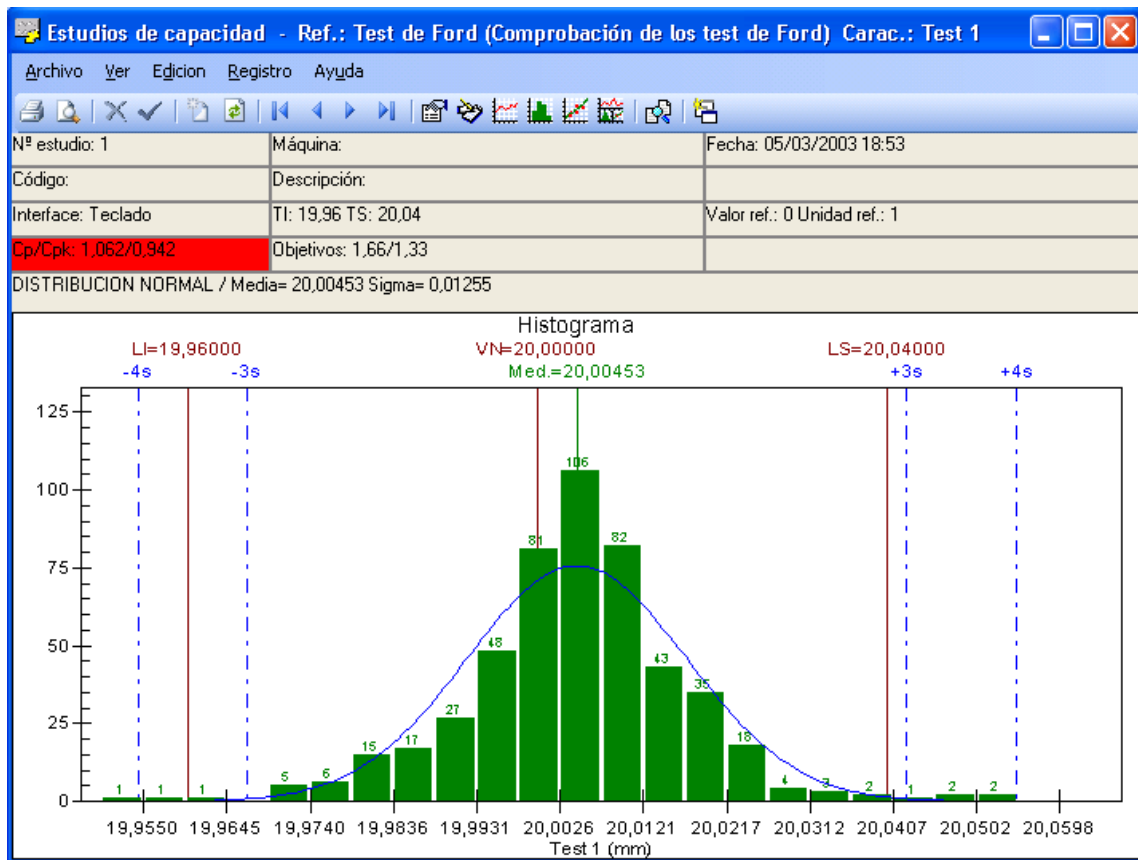 Estudios de capacidad - Ref.: Test de Ford (Comprobación de los test de Ford) Carac.: Test 1
Archivo Ver Edicion Registro Ayuda
Nº estudio: 1 Máquina: Fecha: 05/03/2003 18:53
Código: Descripción:
Interface: Teclado TI: 19,96 TS: 20,04 Valor ref.: 0 Unidad ref.: 1
Cp/Cpk: 1,062/0,942 Objetivos: 1,66/1,33
DISTRIBUCION NORMAL / Media= 20,00453 Sigma= 0,01255
Histograma
LI=19,96000 VN=20,00000 LS=20,04000
-4s -3s Med.=20,00453 +3s +4s
125
106
100
81 82
75
48 43
50
35
27
25
15 17 18
1 1 1 5 6 4 3 2 1 2 2
0
19,9550 19,9645 19,9740 19,9836 19,9931 20,0026 20,0121 20,0217 20,0312 20,0407 20,0502 20,0598
Test 1 (mm)